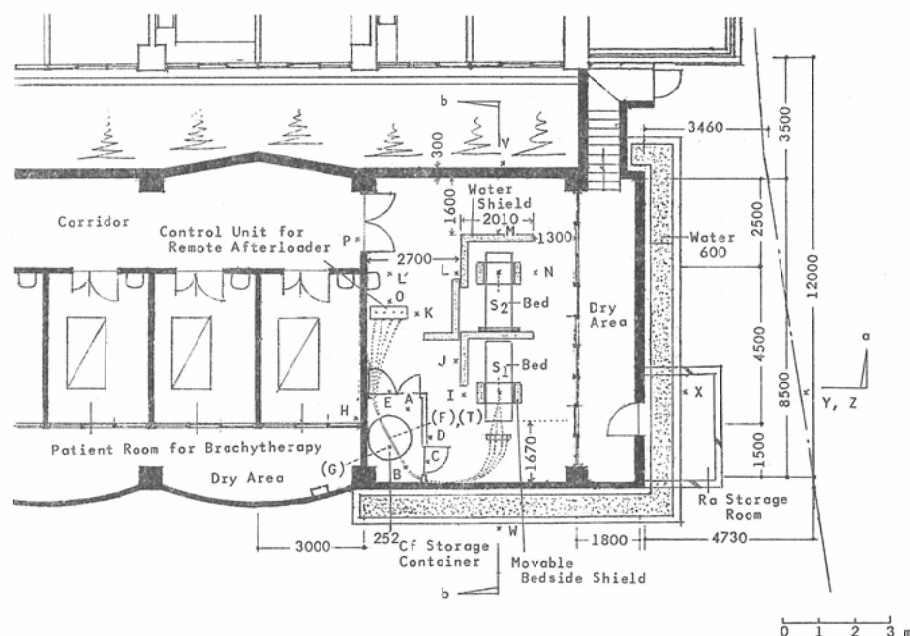 b
V
300
3460
3500
Water
Shield
2010
1600
M
1300
Corridor
Control Unit for
Remote Afterloader
P
2700
L'
L
N
O
K
S2
Bed
Dry
Area
Water
600
2500
12000
4500
8500
a
Y, Z
J
S1
Bed
I
X
E
A
H
(F),(T)
D
C
B
(G)
1670
1500
Patient Room for Brachytherapy
Dry Area
Ra Storage
Room
3000
252
Cf Storage
Container
W
Movable
Bedside Shield
1800
4730
b
0 1 2 3 m